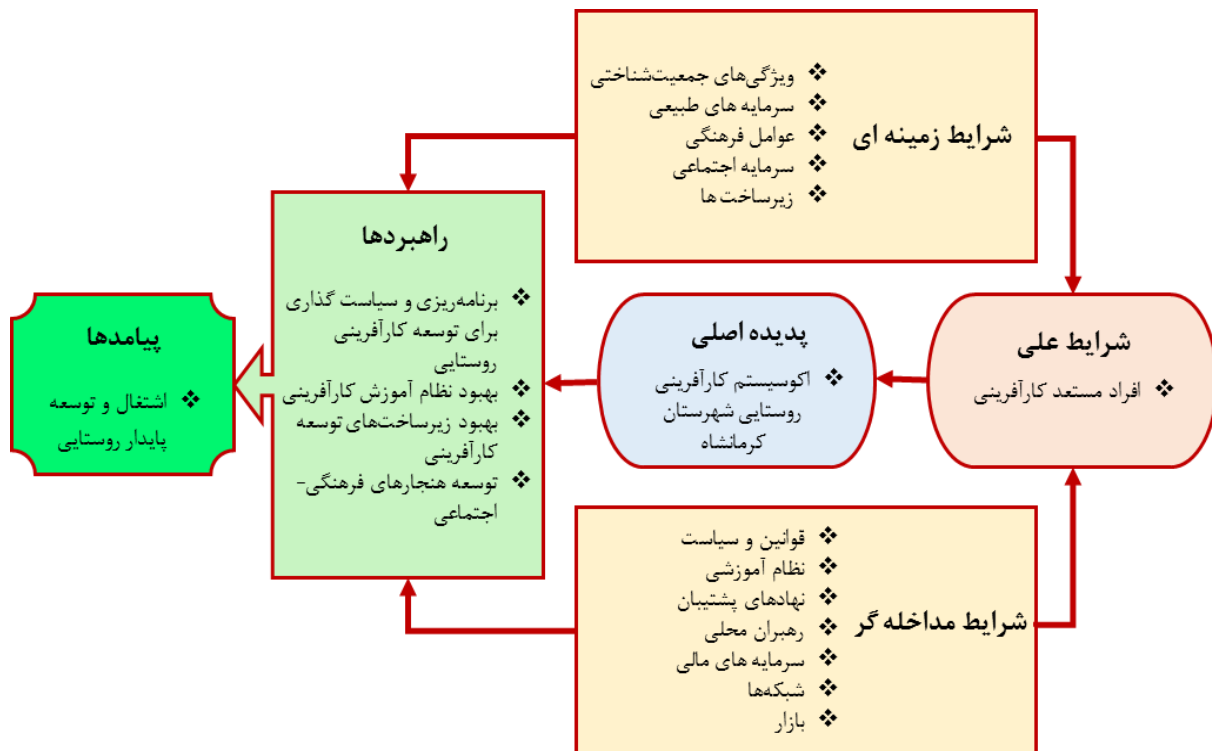 شرایط زمینه ای
ویژگی‌های جمعیت‌شناختی
سرمایه های طبیعی
عوامل فرهنگی
سرمایه اجتماعی
زیرساخت ها
شرایط علی
افراد مستعد کارآفرینی
پدیده اصلی
اکوسیستم کارآفرینی
روستایی شهرستان
کرمانشاه
راهبردها
برنامه‌ریزی و سیاست گذاری
برای توسعه کارآفرینی
روستایی
بهبود نظام آموزش کارآفرینی
بهبود زیرساخت‌های توسعه
کارآفرینی
توسعه هنجارهای فرهنگی-
اجتماعی
پیامدها
اشتغال و توسعه
پایدار روستایی
شرایط مداخله گر
قوانین و سیاست
نظام آموزشی
نهادهای پشتیبان
رهبران محلی
سرمایه های مالی
شبکه‌ها
بازار